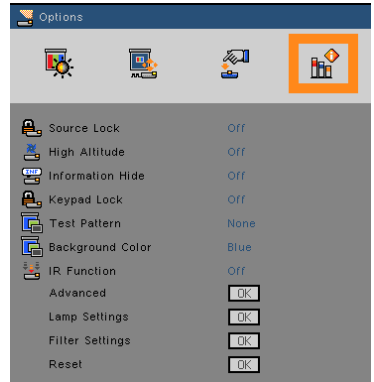 Options
Source Lock Off
High Altitude Off
INF Information Hide Off
Keypad Lock Off
Test Pattern None
Background Color Blue
IR Function Off
Advanced OK
Lamp Settings OK
Filter Settings OK
Reset OK